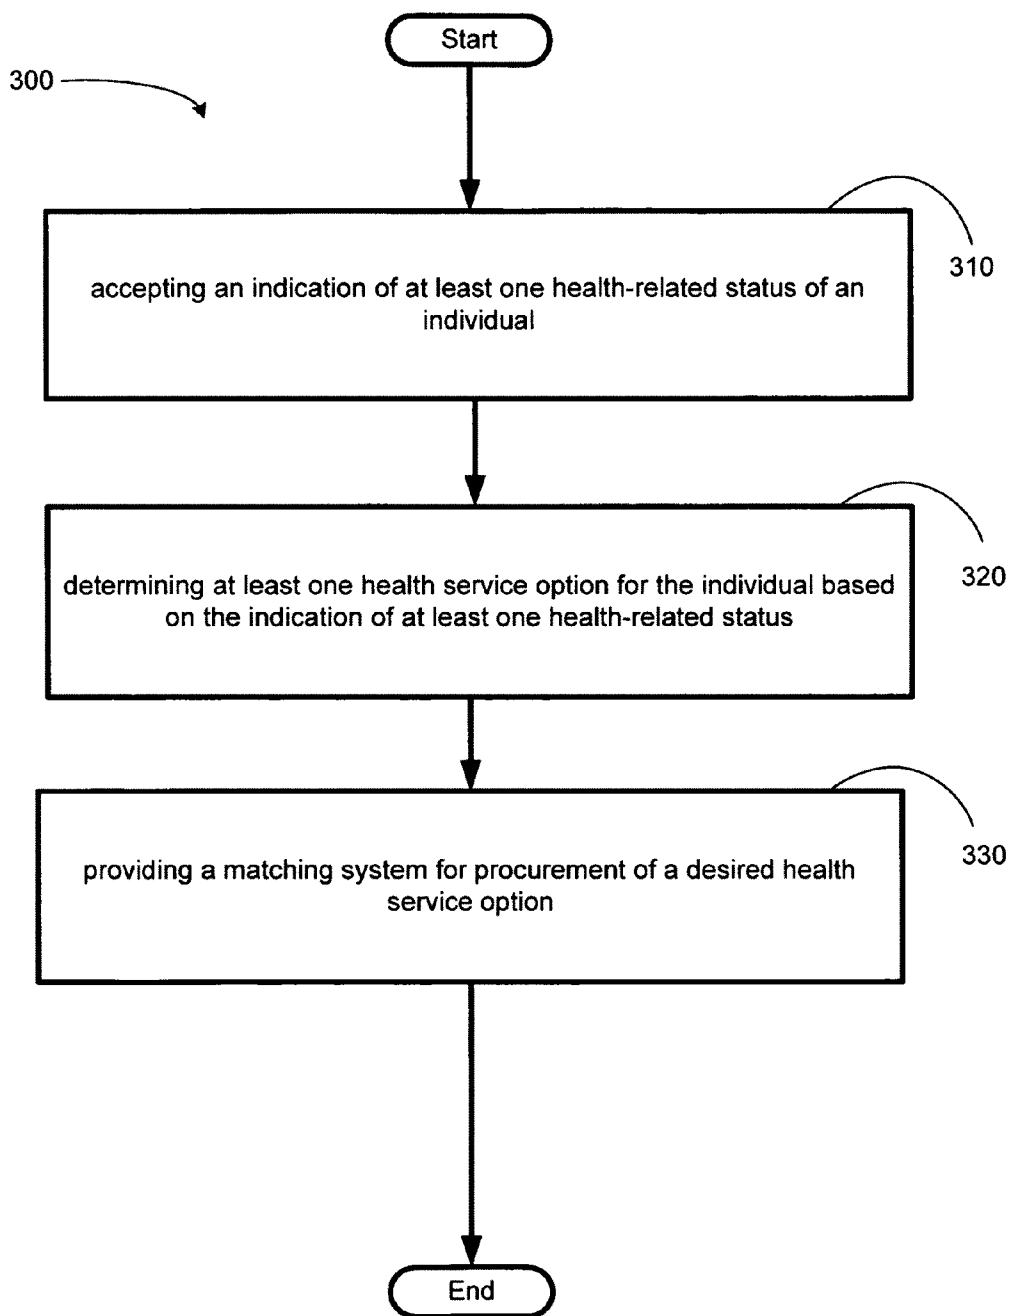 Start
300
310
accepting an indication of at least one health-related status of an
individual
320
determining at least one health service option for the individual based
on the indication of at least one health-related status
330
providing a matching system for procurement of a desired health
service option
End